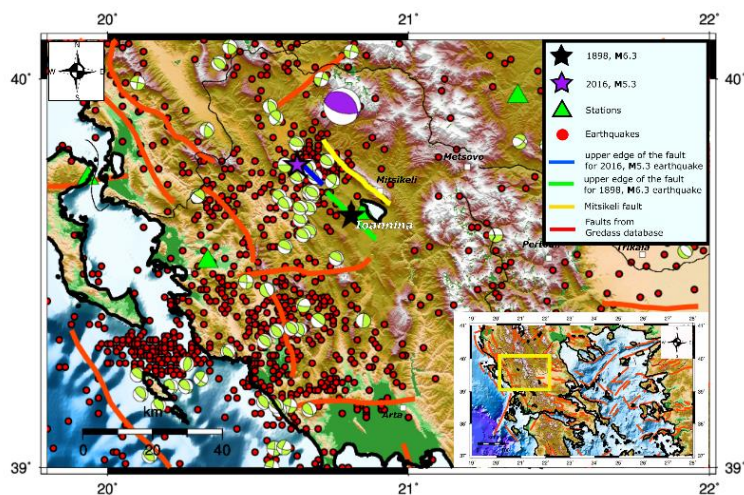 20°
21°
22°
N
W
E
S
40°
1898, M6.3
2016, M5.3
Stations
Earthquakes
upper edge of the fault
for 2016, M5.3 earthquake
upper edge of the fault
for 1898, M6.3 earthquake
Mitsikeli fault
Faults from
Gredass database
40°
Metsovo
Mitsikeli
Ioannina
Trikala
km
0
20
40
Arta
39°
39°
20°
21°
22°